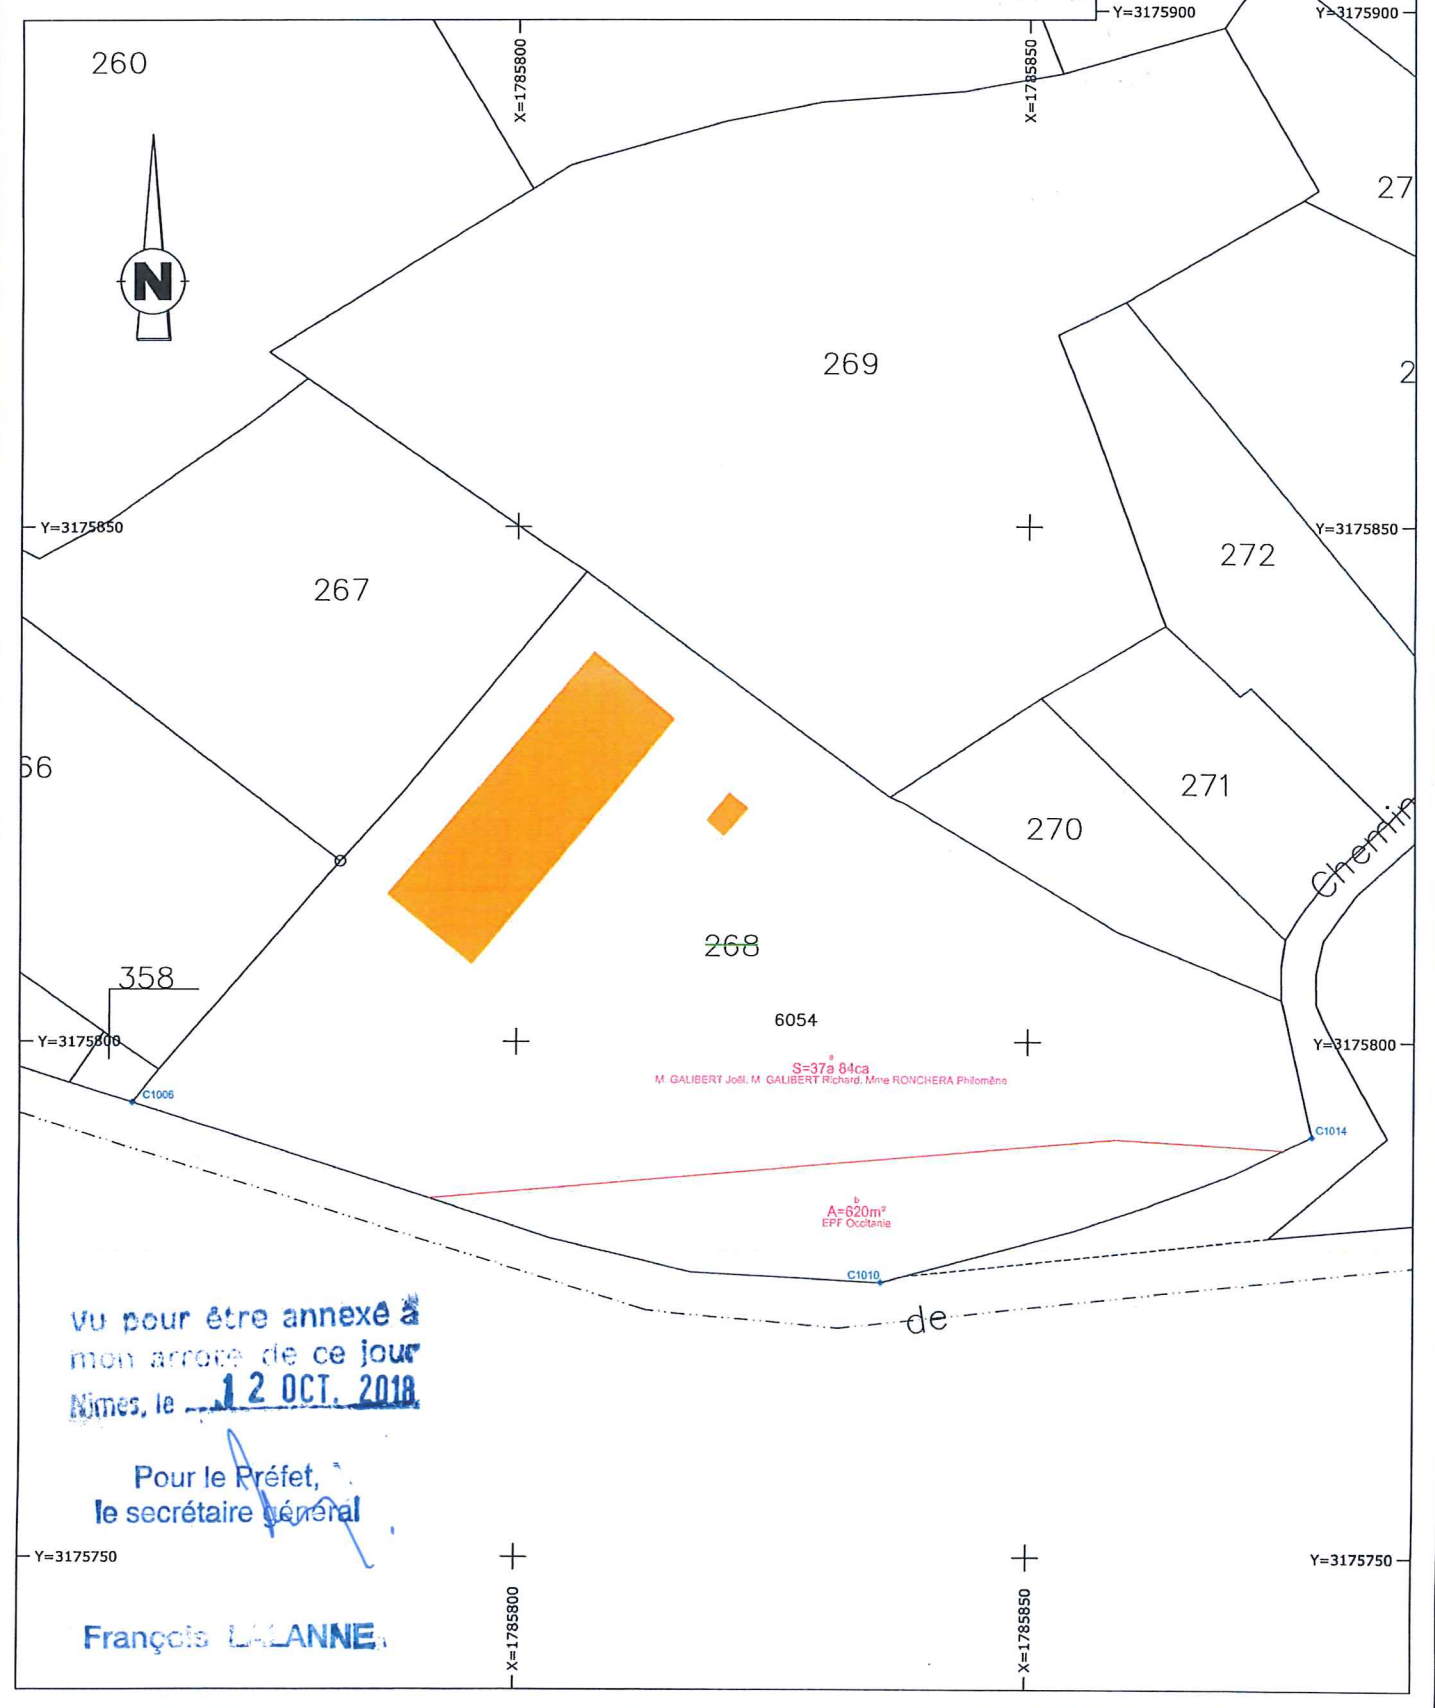 Y=3175900
Y=3175900
260
X=1785800
X=1785850
27
N
269
2
Y=3175850
Y=3175850
272
267
66
271
270
Chemin
268
358
6054
Y=3175800
Y=3175800
a
S=37a 84ca
M. GALIBERT Joël, M. GALIBERT Richard, Mme RONCHERA Philomène
C1006
C1014
b
A=620m²
EPF Occitanie
C1010
de
Vu pour être annexé à
mon arrêté de ce jour
Nîmes, le 12 OCT. 2018
Pour le Préfet,
le secrétaire général
Y=3175750
Y=3175750
X=1785800
X=1785850
François LALANNE